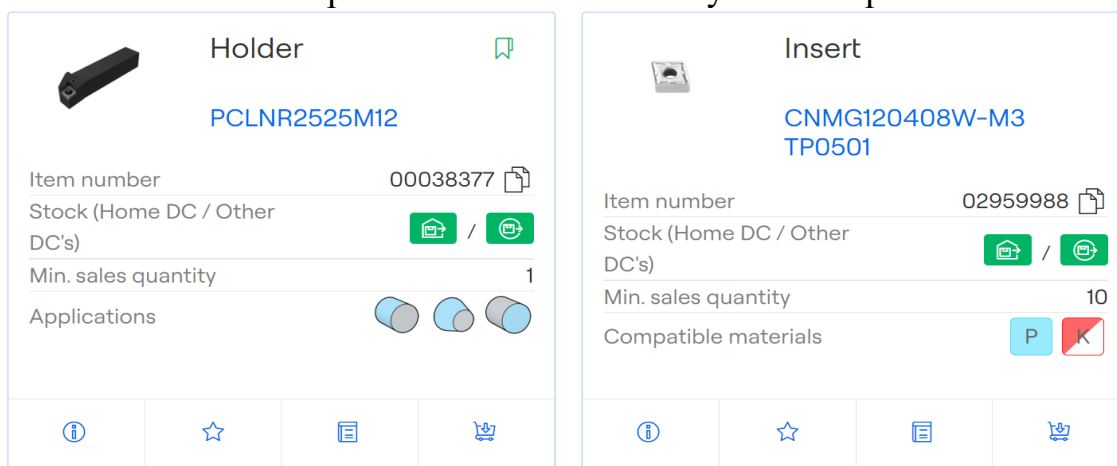 Holder
PCLNR2525M12
Item number 00038377
Stock (Home DC / Other
DC's) /
Min. sales quantity 1
Applications
Insert
CNMG120408W-M3
TP0501
Item number 02959988
Stock (Home DC / Other
DC's) /
Min. sales quantity 10
Compatible materials P K